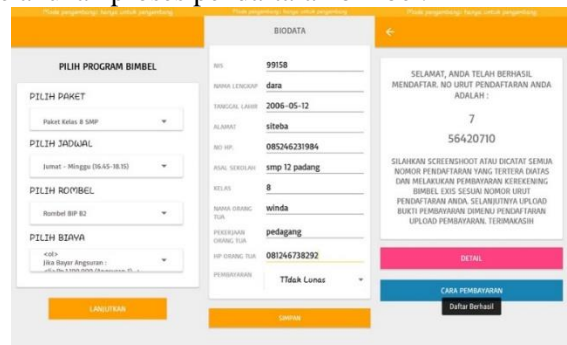 PILIH PROGRAM BIMBEL
PILIH PAKET
Paket Kelas 8 SMP
PILIH JADWAL
Jumat - Minggu (16.45-18.15)
PILIH ROMBEL
Rombel BIP B2
PILIH BIAYA
<ol>
Jika Bayar Angsuran :
LANJUTKAN
BIODATA
NIS 99158
NAMA LENGKAP dara
TANGGAL LAHIR 2006-05-12
ALAMAT siteba
NO HP. 085246231984
ASAL SEKOLAH smp 12 padang
KELAS 8
NAMA ORANG TUA winda
PEKERJAAN ORANG TUA pedagang
HP ORANG TUA 081246738292
PEMBAYARAN TIdak Lunas
SIMPAN
SELAMAT, ANDA TELAH BERHASIL
MENDAFTAR. NO URUT PENDAFTARAN ANDA
ADALAH :
7
56420710
SILAHKAN SCREENSHOOT ATAU DICATAT SEMUA
NOMOR PENDAFTARAN YANG TERTERA DIATAS
DAN MELAKUKAN PEMBAYARAN KEREKENING
BIMBEL EXIS SESUAI NOMOR URUT
PENDAFTARAN ANDA. SELANJUTNYA UPLOAD
BUKTI PEMBAYARAN DIMENU PENDAFTARAN
UPLOAD PEMBAYARAN. TERIMAKASIH
DETAIL
CARA PEMBAYARAN
Daftar Berhasil